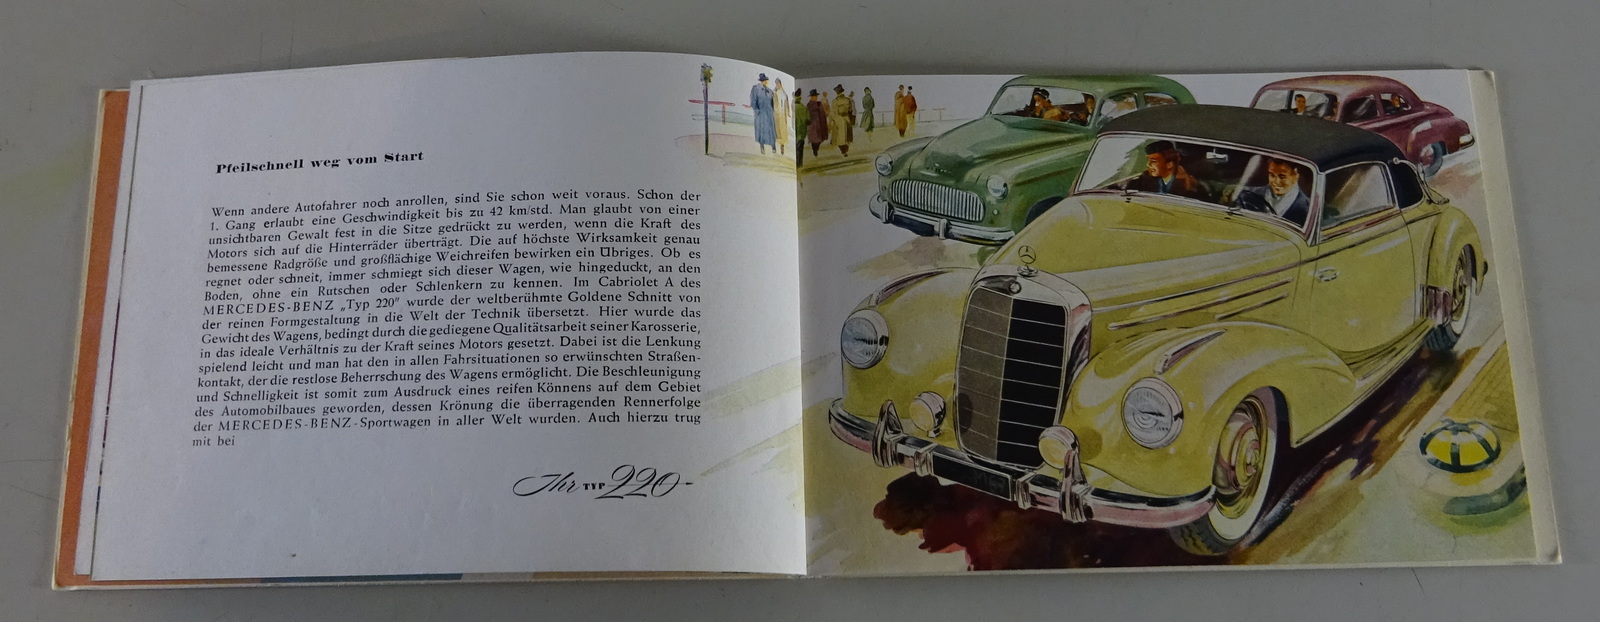 Pfeilschnell weg vom Start
Wenn andere Autofahrer noch anrollen, sind Sie schon weit voraus. Schon der
1. Gang erlaubt eine Geschwindigkeit bis zu 42 km/std. Man glaubt von einer
unsichtbaren Gewalt fest in die Sitze gedrückt zu werden, wenn die Kraft des
Motors sich auf die Hinterräder überträgt. Die auf höchste Wirksamkeit genau
bemessene Radgröße und großflächige Weichreifen bewirken ein Übriges. Ob es
regnet oder schneit, immer schmiegt sich dieser Wagen, wie hingeduckt, an den
Boden, ohne ein Rutschen oder Schlenkern zu kennen. Im Cabriolet A des
MERCEDES-BENZ „Typ 220" wurde der weltberühmte Goldene Schnitt von
der reinen Formgestaltung in die Welt der Technik übersetzt. Hier wurde das
Gewicht des Wagens, bedingt durch die gediegene Qualitätsarbeit seiner Karosserie,
in das ideale Verhältnis zu der Kraft seines Motors gesetzt. Dabei ist die Lenkung
spielend leicht und man hat den in allen Fahrsituationen so erwünschten Straßen-
kontakt, der die restlose Beherrschung des Wagens ermöglicht. Die Beschleunigung
und Schnelligkeit ist somit zum Ausdruck eines reifen Könnens auf dem Gebiet
des Automobilbaues geworden, dessen Krönung die überragenden Rennerfolge
der MERCEDES-BENZ-Sportwagen in aller Welt wurden. Auch hierzu trug
mit bei
Ihr TYP 220-